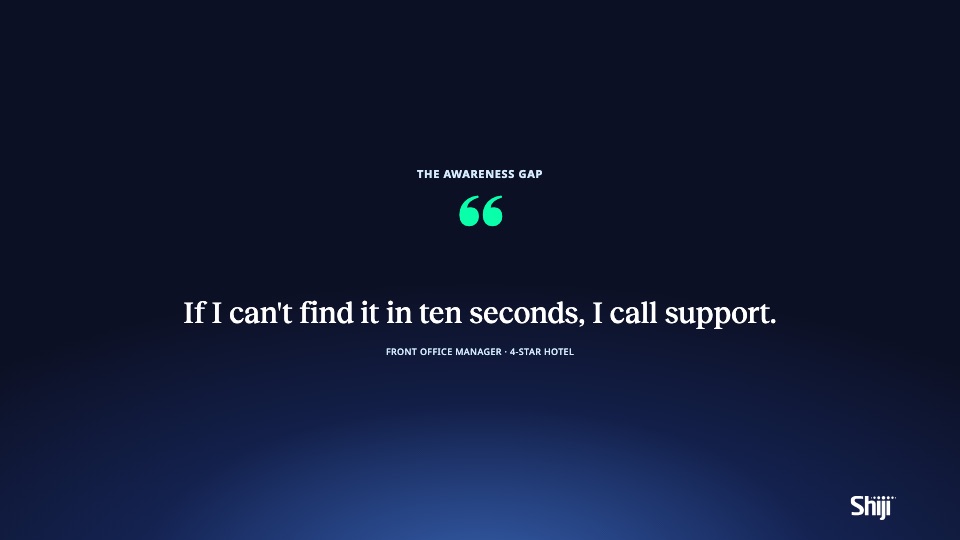 THE AWARENESS GAP
“
If I can't find it in ten seconds, I call support.
FRONT OFFICE MANAGER · 4-STAR HOTEL
Shiji